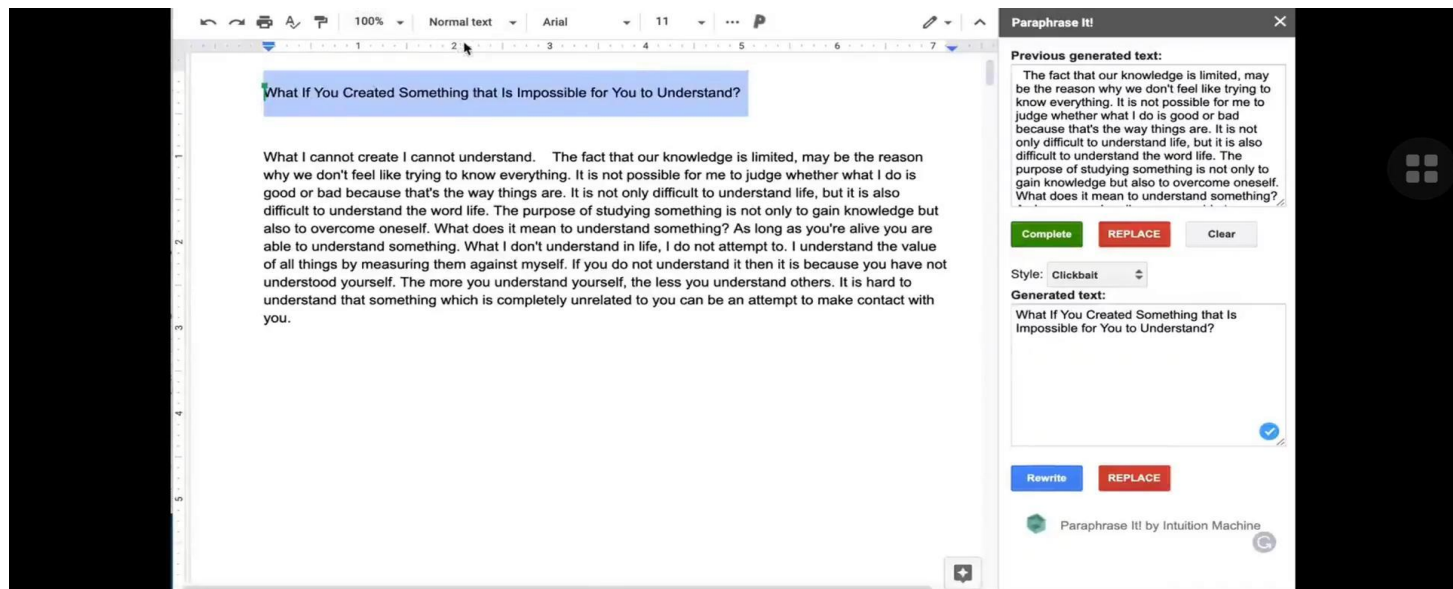 100%
Normal text
Arial
11
Paraphrase It!
1 2 3 4 5 6 7
What If You Created Something that Is Impossible for You to Understand?
What I cannot create I cannot understand. The fact that our knowledge is limited, may be the reason
why we don't feel like trying to know everything. It is not possible for me to judge whether what I do is
good or bad because that's the way things are. It is not only difficult to understand life, but it is also
difficult to understand the word life. The purpose of studying something is not only to gain knowledge but
also to overcome oneself. What does it mean to understand something? As long as you're alive you are
able to understand something. What I don't understand in life, I do not attempt to. I understand the value
of all things by measuring them against myself. If you do not understand it then it is because you have not
understood yourself. The more you understand yourself, the less you understand others. It is hard to
understand that something which is completely unrelated to you can be an attempt to make contact with
you.
1
2
3
4
5
Previous generated text:
The fact that our knowledge is limited, may
be the reason why we don't feel like trying to
know everything. It is not possible for me to
judge whether what I do is good or bad
because that's the way things are. It is not
only difficult to understand life, but it is also
difficult to understand the word life. The
purpose of studying something is not only to
gain knowledge but also to overcome oneself.
What does it mean to understand something?
Complete
REPLACE
Clear
Style: Clickbait
Generated text:
What If You Created Something that Is
Impossible for You to Understand?
Rewrite
REPLACE
Paraphrase It! by Intuition Machine